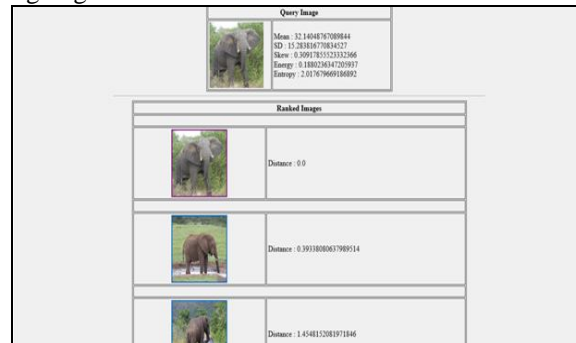 Query Image
Mean : 32.14048767089844
SD : 15.283816770834527
Skew : 0.30917855523332366
Energy : 0.1880236347205937
Entropy : 2.017679669186892
Ranked Images
Distance : 0.0
Distance : 0.39338080637989514
Distance : 1.4548152081971846